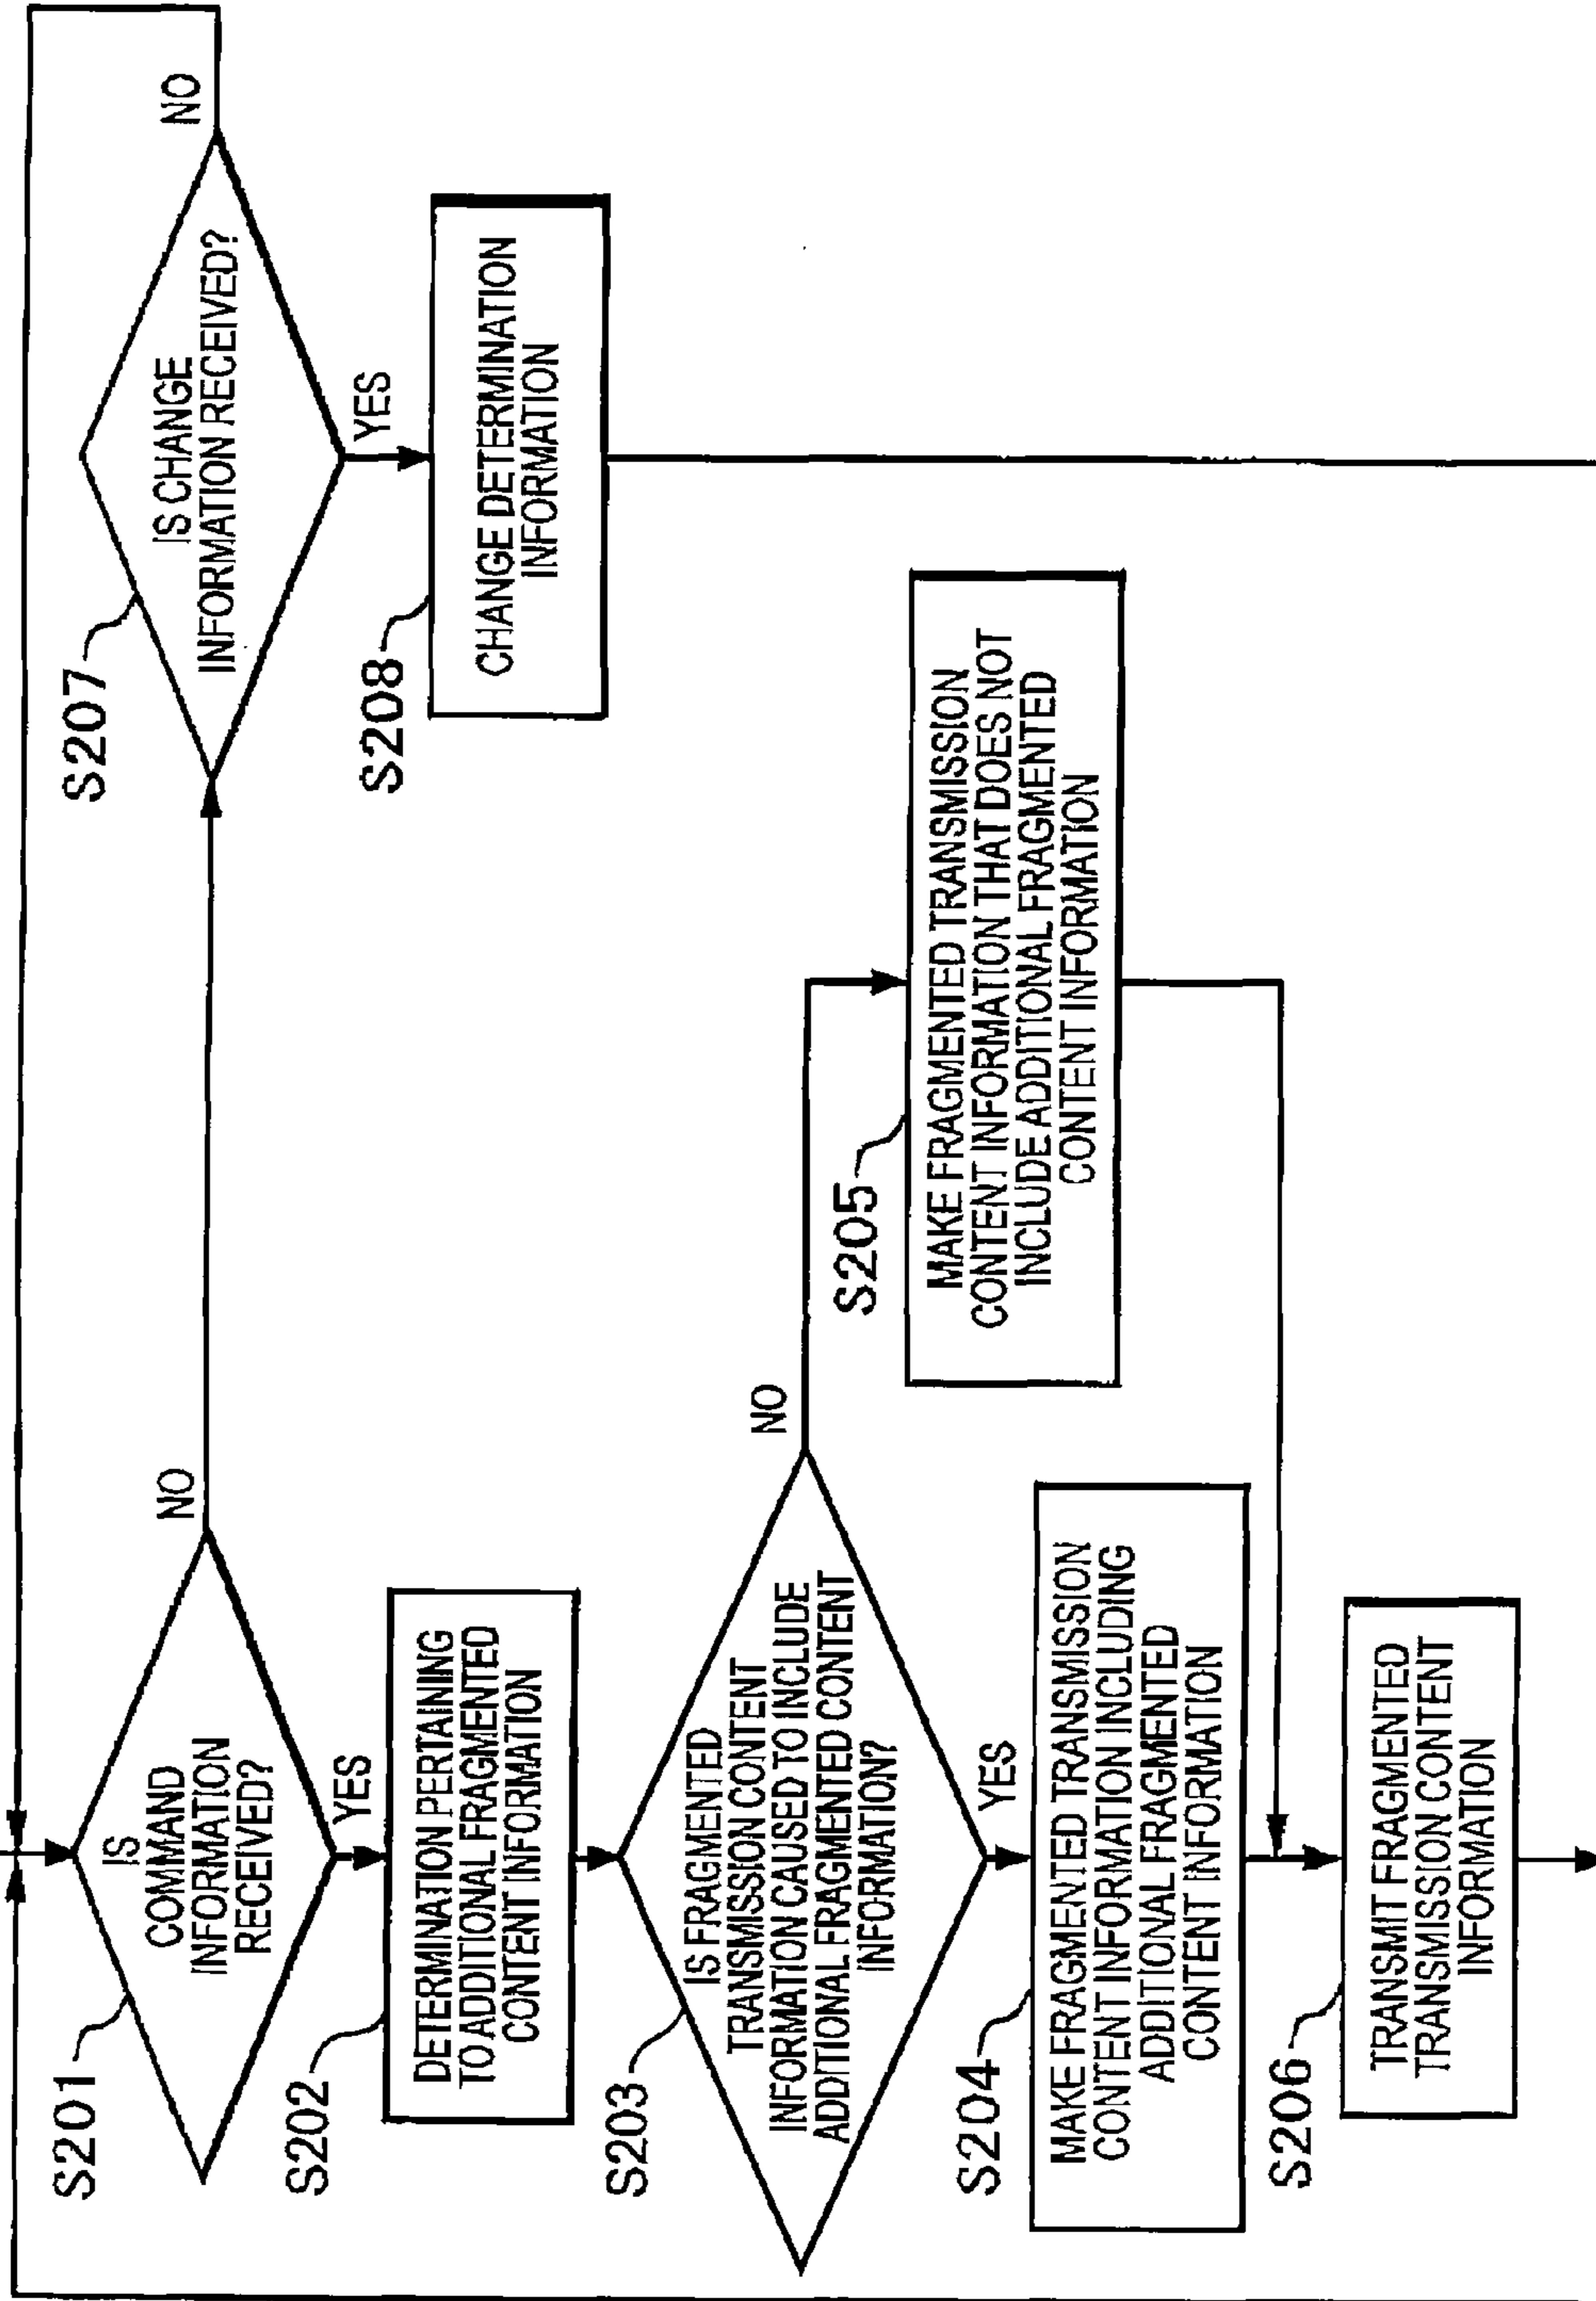 S201
IS
COMMAND
INFORMATION
RECEIVED?
NO
YES
S202
DETERMINATION PERTAINING
TO ADDITIONAL FRAGMENTED
CONTENT INFORMATION
S203
IS FRAGMENTED
TRANSMISSION CONTENT
INFORMATION CAUSED TO INCLUDE
ADDITIONAL FRAGMENTED CONTENT
INFORMATION?
NO
YES
S204
MAKE FRAGMENTED TRANSMISSION
CONTENT INFORMATION INCLUDING
ADDITIONAL FRAGMENTED
CONTENT INFORMATION
S205
MAKE FRAGMENTED TRANSMISSION
CONTENT INFORMATION THAT DOES NOT
INCLUDE ADDITIONAL FRAGMENTED
CONTENT INFORMATION
S206
TRANSMIT FRAGMENTED
TRANSMISSION CONTENT
INFORMATION
S207
IS CHANGE
INFORMATION RECEIVED?
NO
YES
S208
CHANGE DETERMINATION
INFORMATION